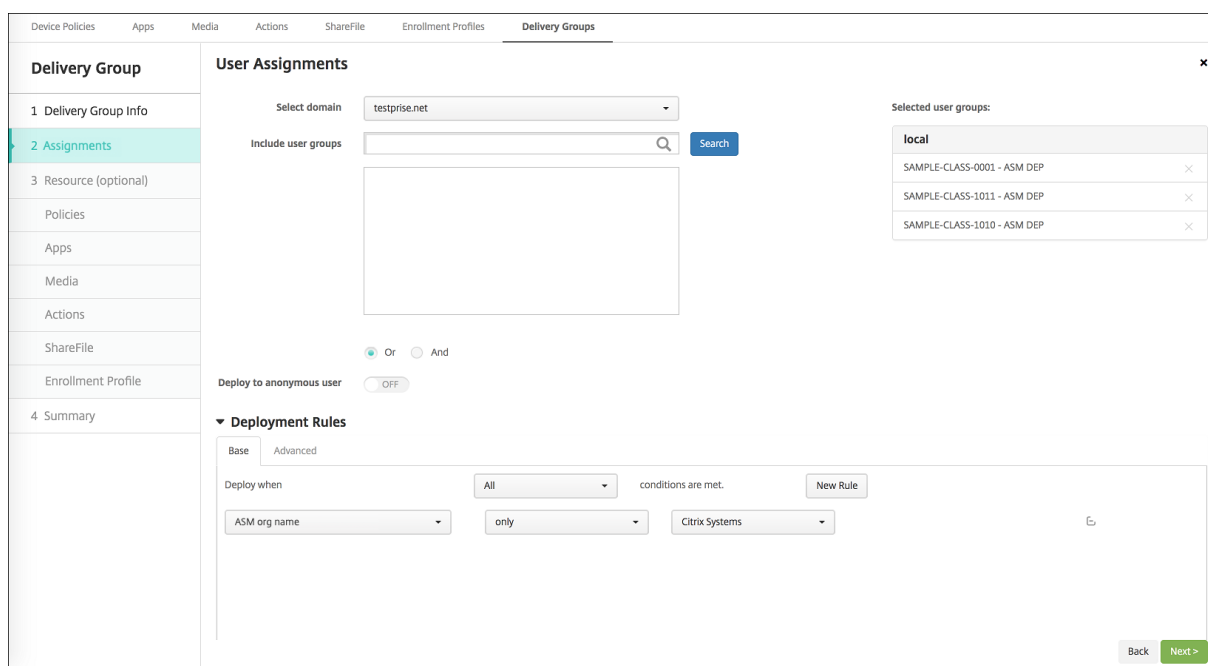 Device Policies Apps Media Actions ShareFile Enrollment Profiles Delivery Groups
Delivery Group
1 Delivery Group Info
2 Assignments
3 Resource (optional)
Policies
Apps
Media
Actions
ShareFile
Enrollment Profile
4 Summary
User Assignments
Select domain testprise.net
Include user groups Search
Or And
Deploy to anonymous user OFF
Selected user groups:
local
SAMPLE-CLASS-0001 - ASM DEP
SAMPLE-CLASS-1011 - ASM DEP
SAMPLE-CLASS-1010 - ASM DEP
Deployment Rules
Base Advanced
Deploy when All conditions are met. New Rule
ASM org name only Citrix Systems
Back Next >